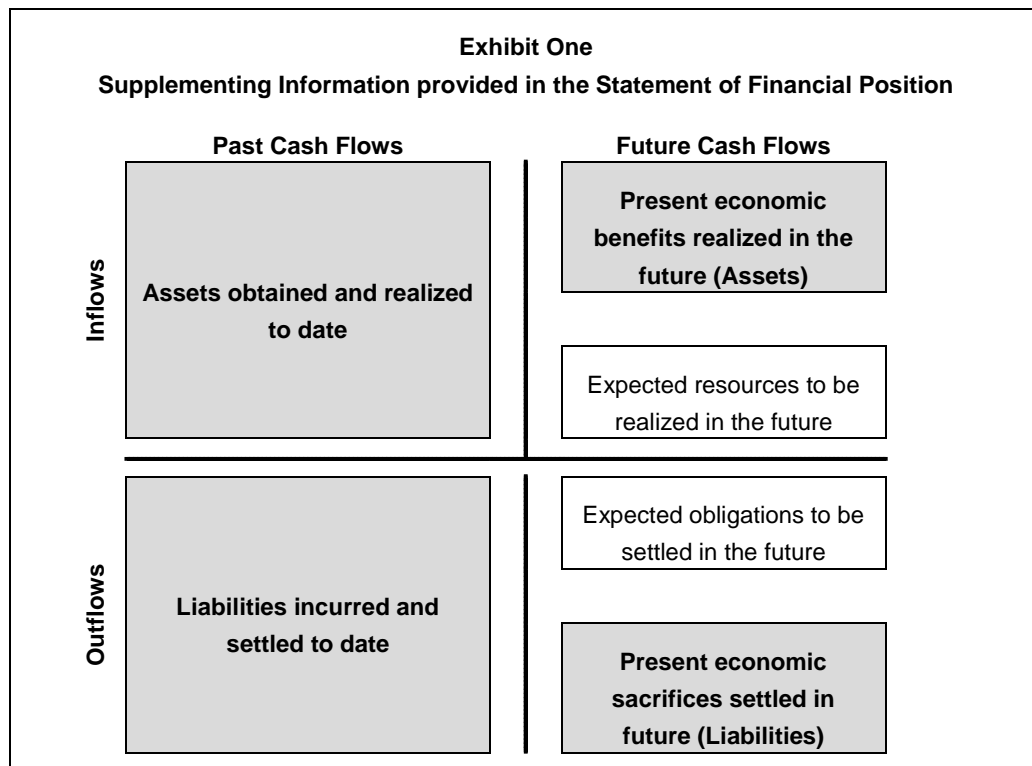 Exhibit One
Supplementing Information provided in the Statement of Financial Position
Past Cash Flows
Future Cash Flows
Inflows
Assets obtained and realized
to date
Present economic
benefits realized in the
future (Assets)
Expected resources to be
realized in the future
Outflows
Liabilities incurred and
settled to date
Expected obligations to be
settled in the future
Present economic
sacrifices settled in
future (Liabilities)